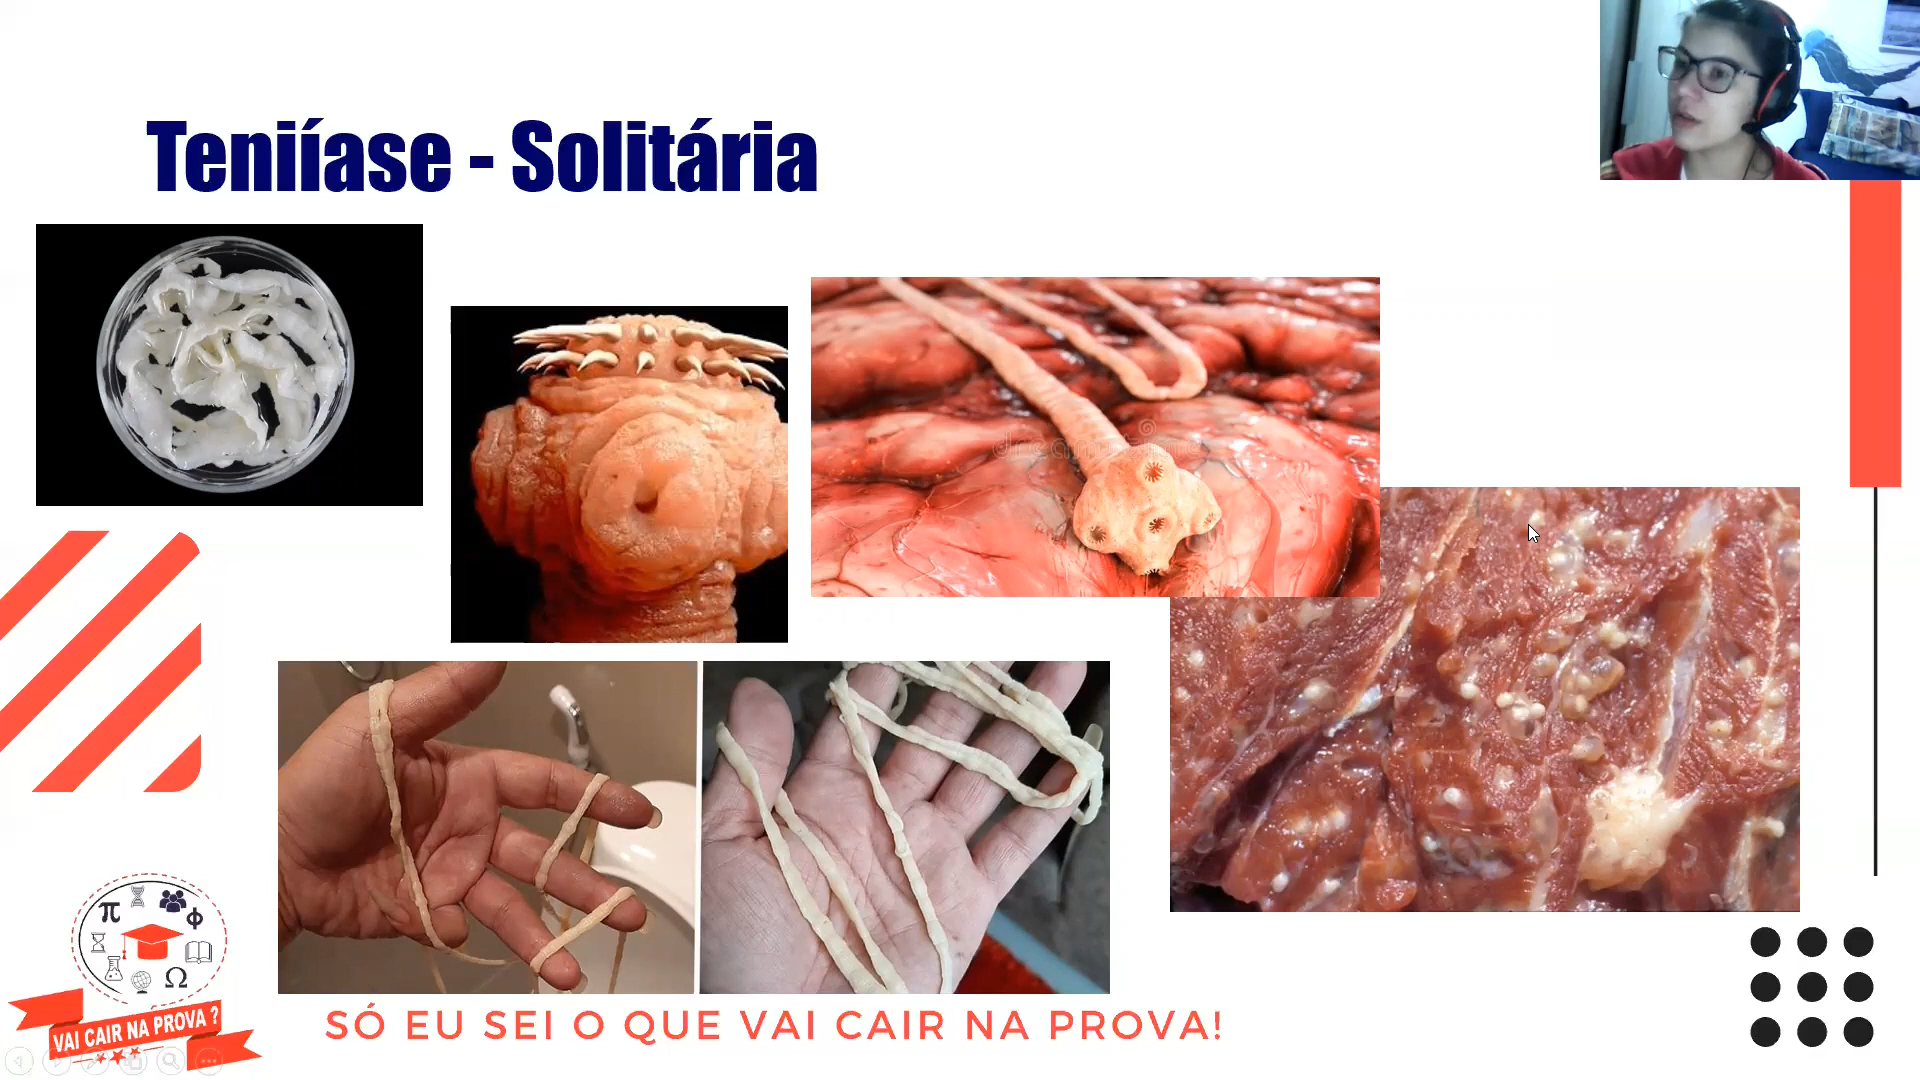 Teniíase - Solitária
SÓ EU SEI O QUE VAI CAIR NA PROVA!
π
φ
Ω
VAI CAIR NA PROVA ?